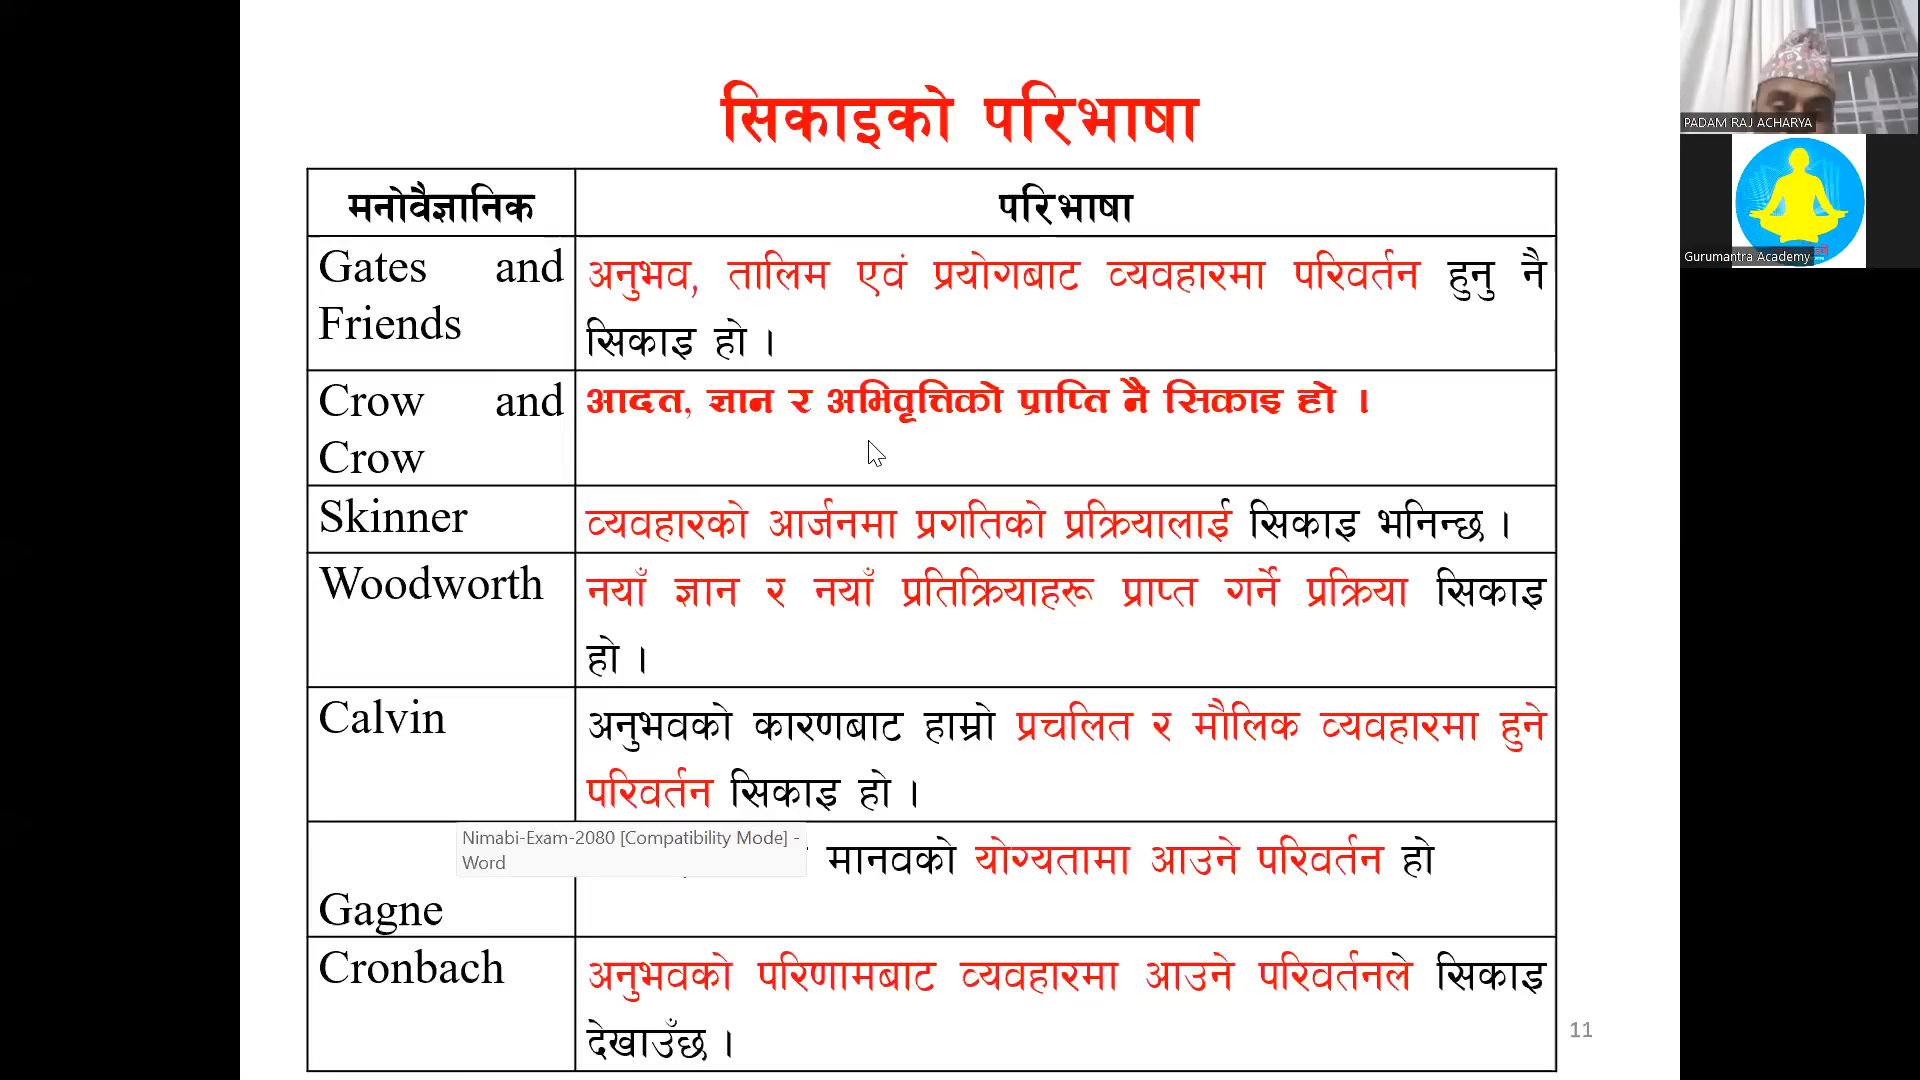 सिकाइको परिभाषा
मनोवैज्ञानिक परिभाषा
Gates and
Friends
अनुभव, तालिम एवं प्रयोगबाट व्यवहारमा परिवर्तन हुनु नै
सिकाइ हो ।
Crow and
Crow
आदत, ज्ञान र अभिवृत्तिको प्राप्ति नै सिकाइ हो ।
Skinner
व्यवहारको आर्जनमा प्रगतिको प्रक्रियालाई सिकाइ भनिन्छ ।
Woodworth
नयाँ ज्ञान र नयाँ प्रतिक्रियाहरू प्राप्त गर्ने प्रक्रिया सिकाइ
हो ।
Calvin
अनुभवको कारणबाट हाम्रो प्रचलित र मौलिक व्यवहारमा हुने
परिवर्तन सिकाइ हो ।
Gagne
मानवको योग्यतामा आउने परिवर्तन हो
Nimabi-Exam-2080 [Compatibility Mode] -
Word
Cronbach
अनुभवको परिणामबाट व्यवहारमा आउने परिवर्तनले सिकाइ
देखाउँछ ।
11
PADAM RAJ ACHARYA
Gurumantra Academy